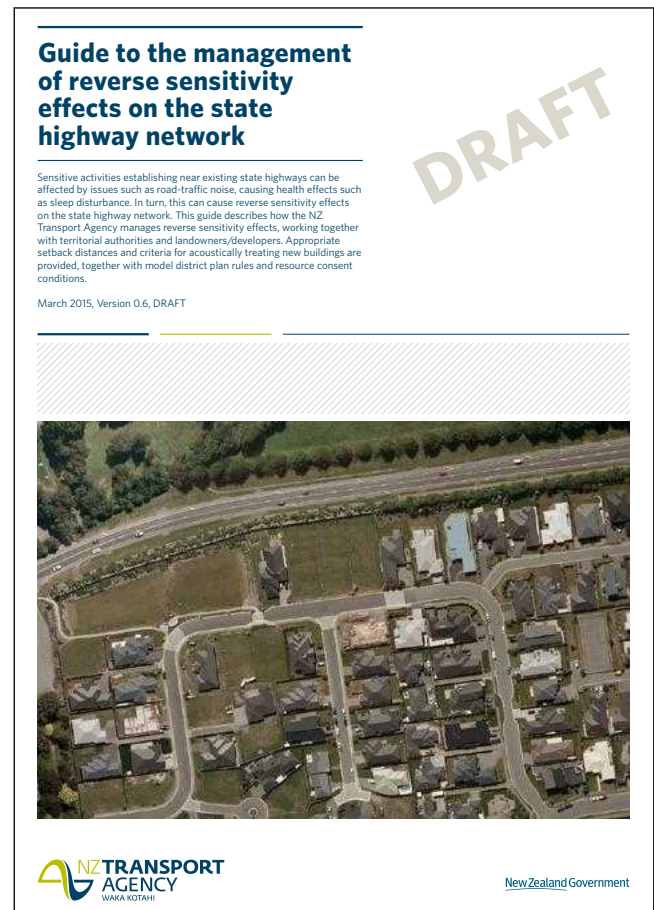 Guide to the management
of reverse sensitivity
effects on the state
highway network
DRAFT
Sensitive activities establishing near existing state highways can be
affected by issues such as road-traffic noise, causing health effects such
as sleep disturbance. In turn, this can cause reverse sensitivity effects
on the state highway network. This guide describes how the NZ
Transport Agency manages reverse sensitivity effects, working together
with territorial authorities and landowners/developers. Appropriate
setback distances and criteria for acoustically treating new buildings are
provided, together with model district plan rules and resource consent
conditions.
March 2015, Version 0.6, DRAFT
NZTRANSPORT
AGENCY
WAKA KOTAHI
New Zealand Government